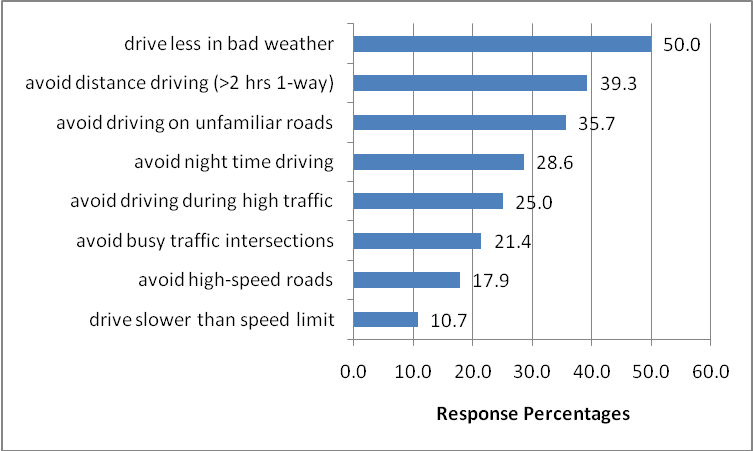 drive less in bad weather 50.0
avoid distance driving (>2 hrs 1-way) 39.3
avoid driving on unfamiliar roads 35.7
avoid night time driving 28.6
avoid driving during high traffic 25.0
avoid busy traffic intersections 21.4
avoid high-speed roads 17.9
drive slower than speed limit 10.7
0.0 10.0 20.0 30.0 40.0 50.0 60.0
Response Percentages